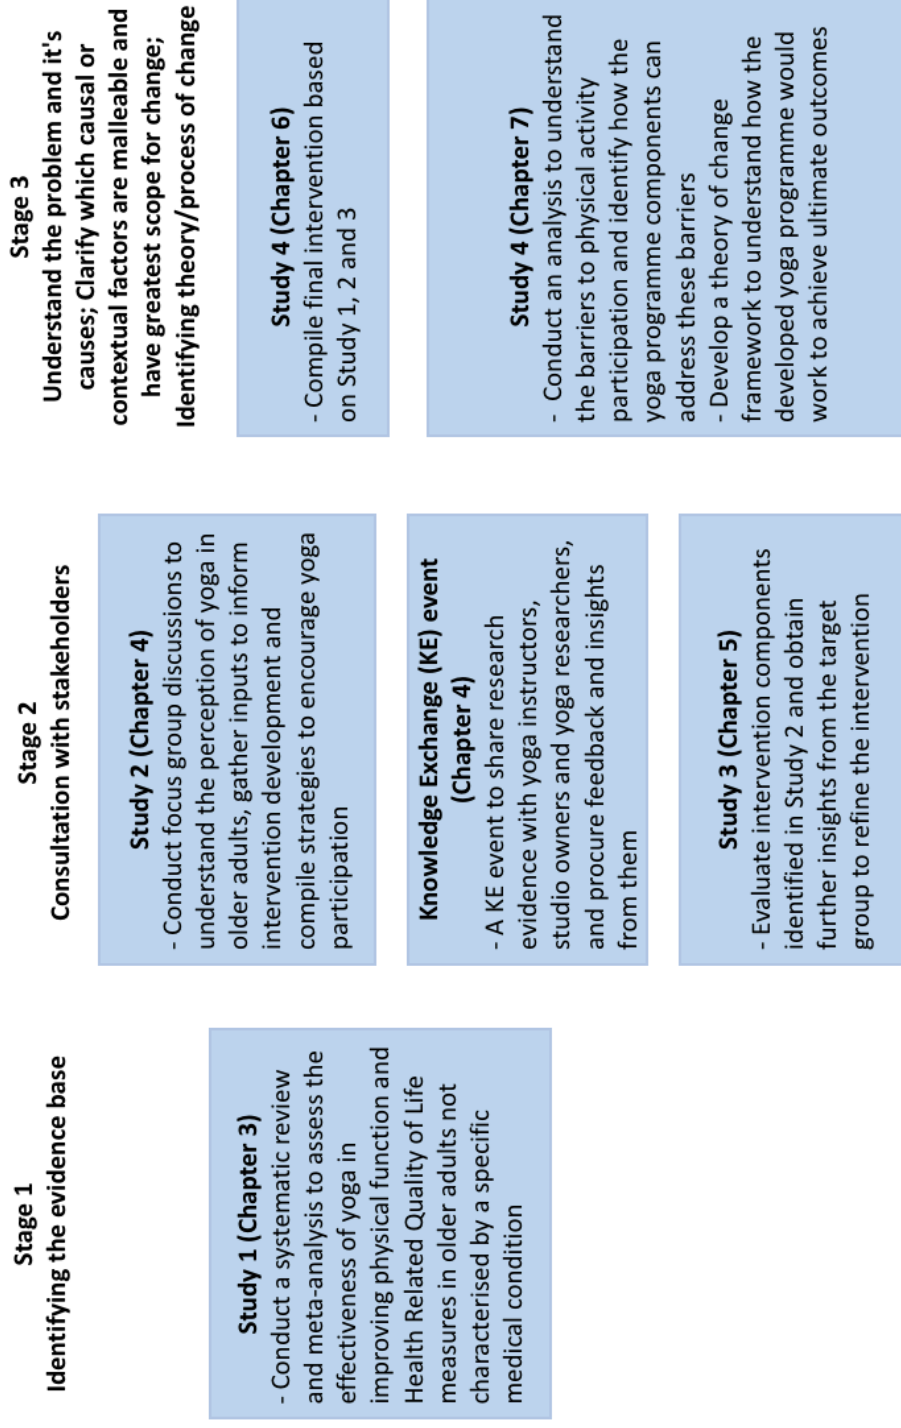 Stage 1
Identifying the evidence base
Study 1 (Chapter 3)
- Conduct a systematic review
and meta-analysis to assess the
effectiveness of yoga in
improving physical function and
Health Related Quality of Life
measures in older adults not
characterised by a specific
medical condition
Stage 2
Consultation with stakeholders
Study 2 (Chapter 4)
- Conduct focus group discussions to
understand the perception of yoga in
older adults, gather inputs to inform
intervention development and
compile strategies to encourage yoga
participation
Knowledge Exchange (KE) event
(Chapter 4)
- A KE event to share research
evidence with yoga instructors,
studio owners and yoga researchers,
and procure feedback and insights
from them
Study 3 (Chapter 5)
- Evaluate intervention components
identified in Study 2 and obtain
further insights from the target
group to refine the intervention
Stage 3
Understand the problem and it's
causes; Clarify which causal or
contextual factors are malleable and
have greatest scope for change;
Identifying theory/process of change
Study 4 (Chapter 6)
- Compile final intervention based
on Study 1, 2 and 3
Study 4 (Chapter 7)
- Conduct an analysis to understand
the barriers to physical activity
participation and identify how the
yoga programme components can
address these barriers
- Develop a theory of change
framework to understand how the
developed yoga programme would
work to achieve ultimate outcomes